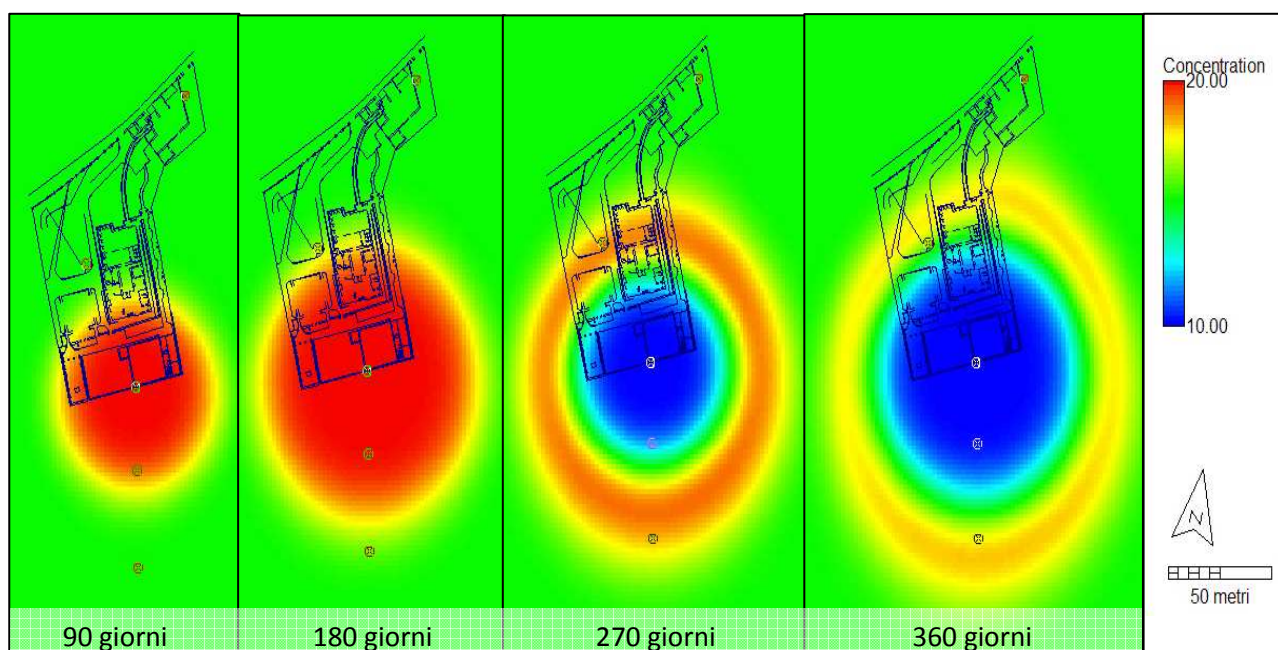 Concentration
20.00
10.00
N
50 metri
90 giorni
180 giorni
270 giorni
360 giorni